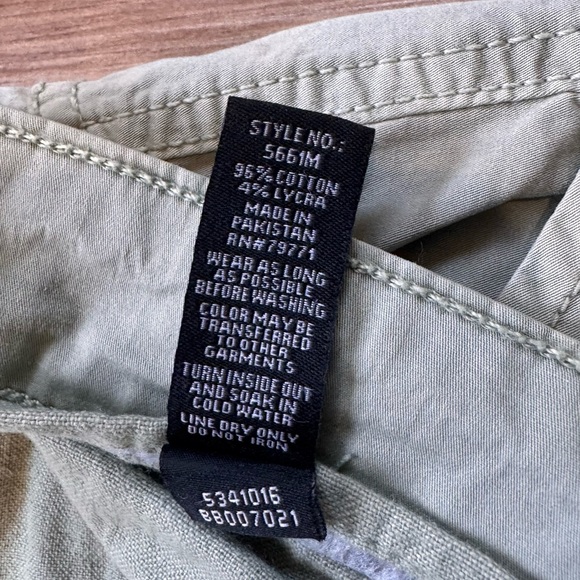 STYLE NO.:
5661M
96% COTTON
4% LYCRA
MADE IN
PAKISTAN
RN#79771
WEAR AS LONG
AS POSSIBLE
BEFORE WASHING
COLOR MAY BE
TRANSFERRED
TO OTHER
GARMENTS
TURN INSIDE OUT
AND SOAK IN
COLD WATER
LINE DRY ONLY
DO NOT IRON
5341016
BB007021